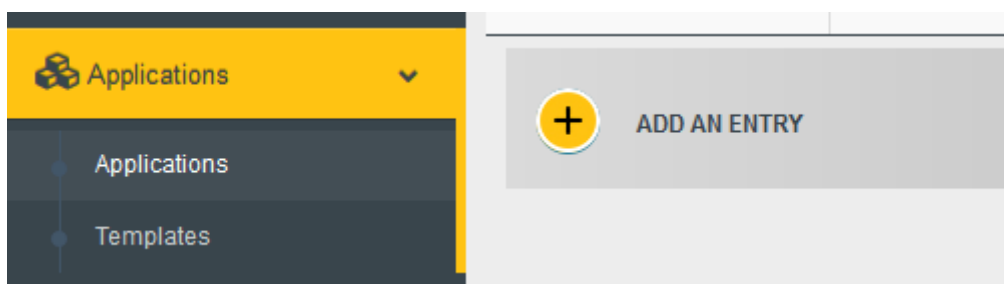 Applications
Applications
Templates
ADD AN ENTRY